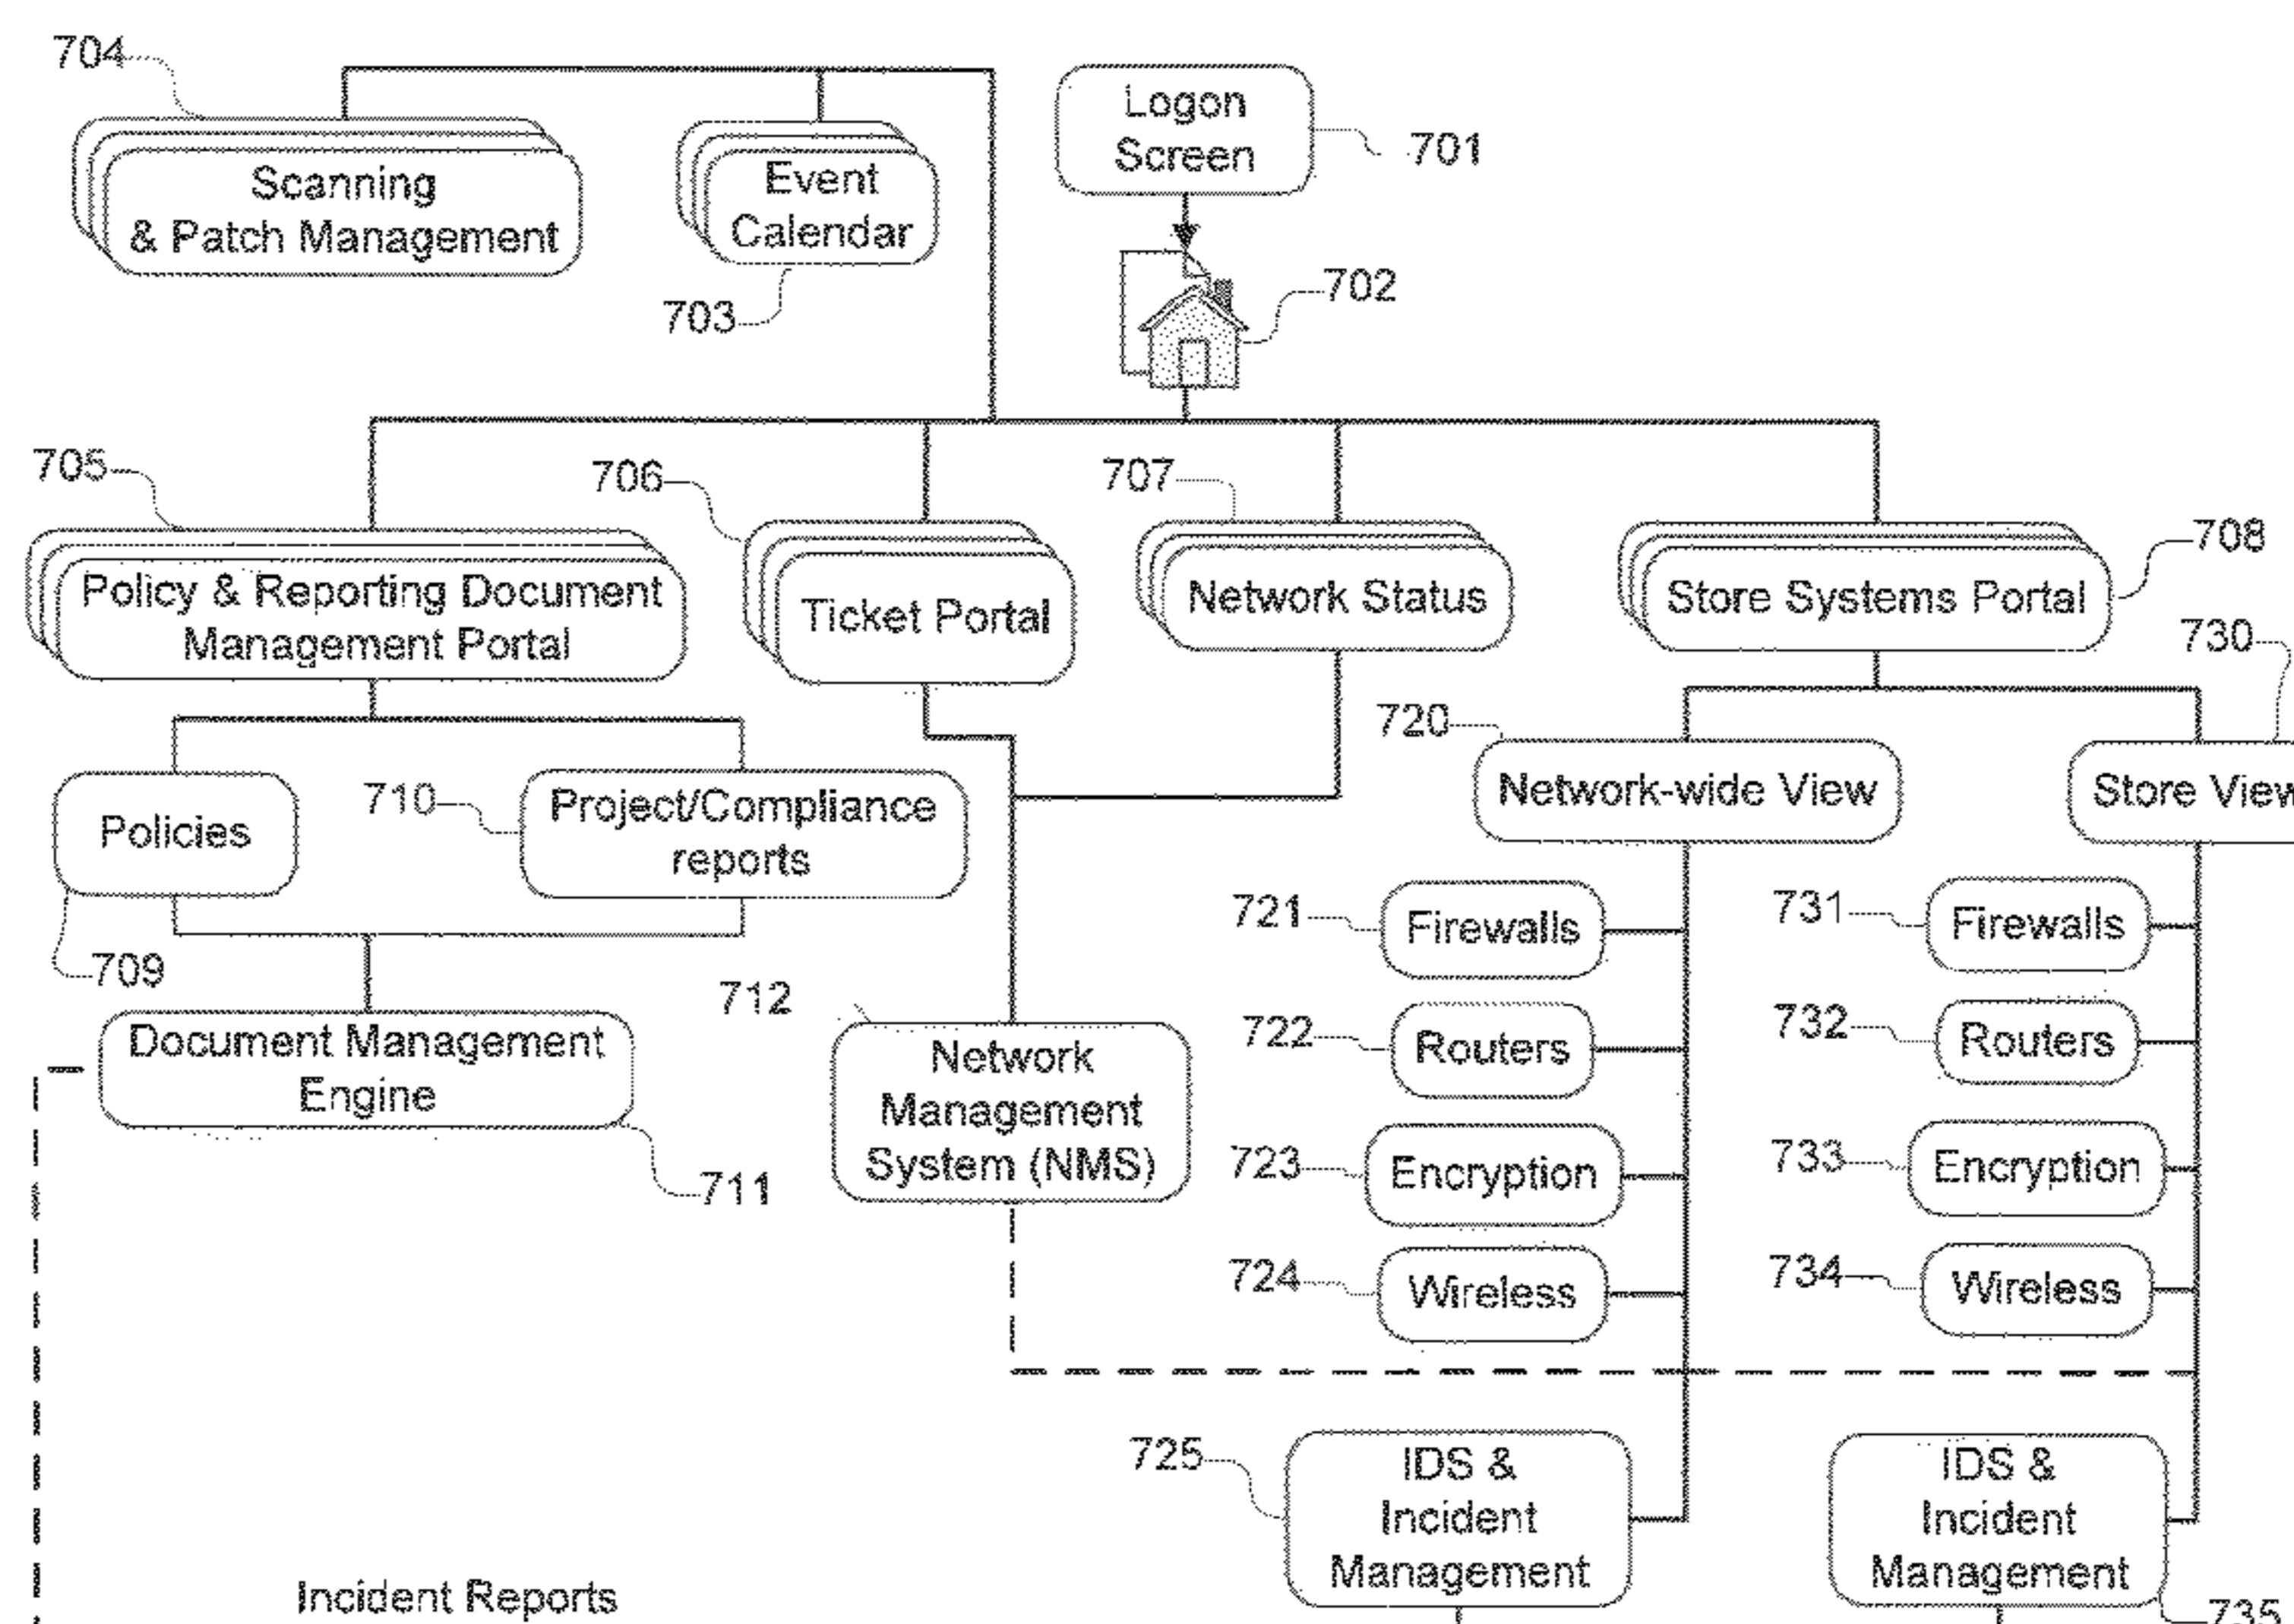 704
Logon
Screen
701
Scanning
& Patch Management
Event
Calendar
703
702
705
706
707
708
Policy & Reporting Document
Management Portal
Ticket Portal
Network Status
Store Systems Portal
730
720
Network-wide View
Store View
Policies
710
Project/Compliance
reports
709
721
Firewalls
731
Firewalls
712
722
Routers
732
Routers
Document Management
Engine
711
Network
Management
System (NMS)
723
Encryption
733
Encryption
724
Wireless
734
Wireless
725
IDS &
Incident
Management
IDS &
Incident
Management
735
Incident Reports